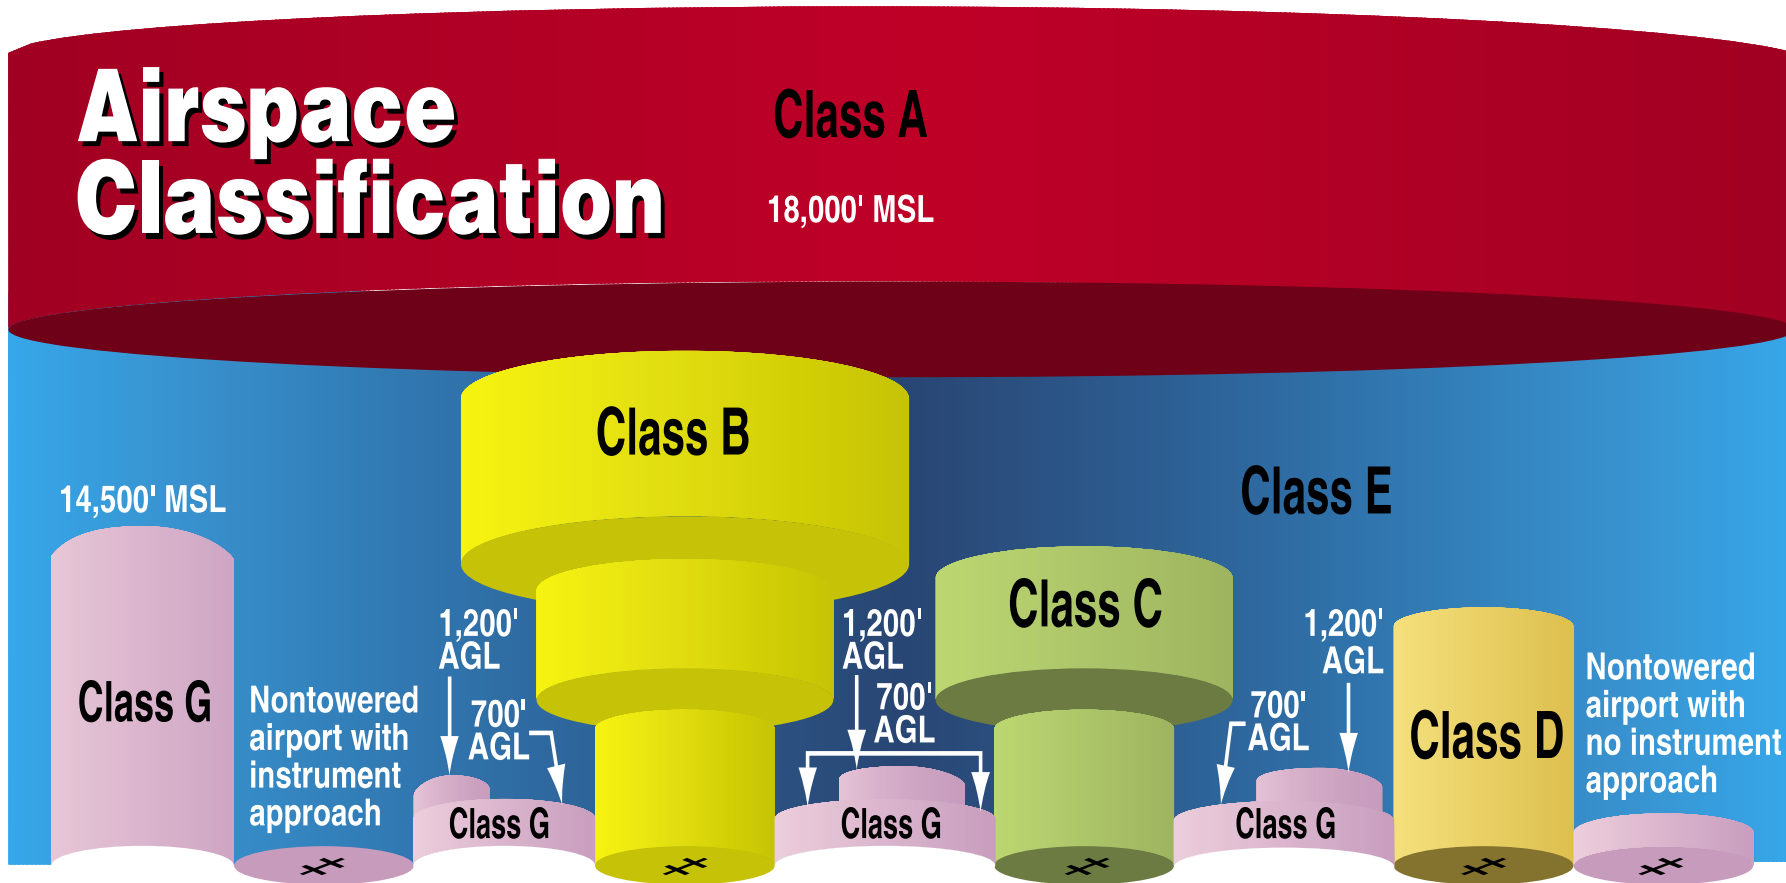 Airspace
Classification
Class A
18,000' MSL
Class B
Class E
14,500' MSL
Class G
Nontowered
airport with
instrument
approach
1,200'
AGL
700'
AGL
Class G
1,200'
AGL
700'
AGL
Class G
Class C
700'
AGL
1,200'
AGL
Class G
Class D
Nontowered
airport with
no instrument
approach